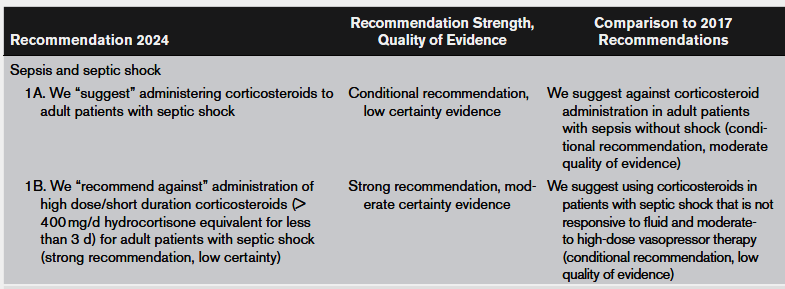 Recommendation 2024
Recommendation Strength,
Quality of Evidence
Comparison to 2017
Recommendations
Sepsis and septic shock
1A. We “suggest” administering corticosteroids to
adult patients with septic shock
Conditional recommendation,
low certainty evidence
We suggest against corticosteroid
administration in adult patients
with sepsis without shock (condi-
tional recommendation, moderate
quality of evidence)
1B. We “recommend against” administration of
high dose/short duration corticosteroids (>
400 mg/d hydrocortisone equivalent for less
than 3 d) for adult patients with septic shock
(strong recommendation, low certainty)
Strong recommendation, mod-
erate certainty evidence
We suggest using corticosteroids in
patients with septic shock that is not
responsive to fluid and moderate-
to high-dose vasopressor therapy
(conditional recommendation, low
quality of evidence)